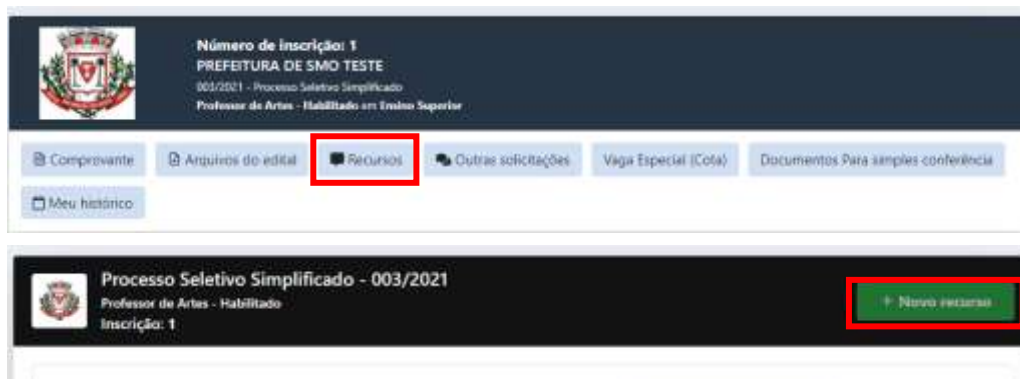 Número de inscrição: 1
PREFEITURA DE SMO TESTE
003/2021 - Processo Seletivo Simplificado
Professor de Artes - Habilitado em Ensino Superior
Comprovante Arquivos do edital Recursos Outras solicitações Vaga Especial (Cota) Documentos Para simples conferência
Meu histórico
Processo Seletivo Simplificado - 003/2021
Professor de Artes - Habilitado
Inscrição: 1
+ Novo recurso